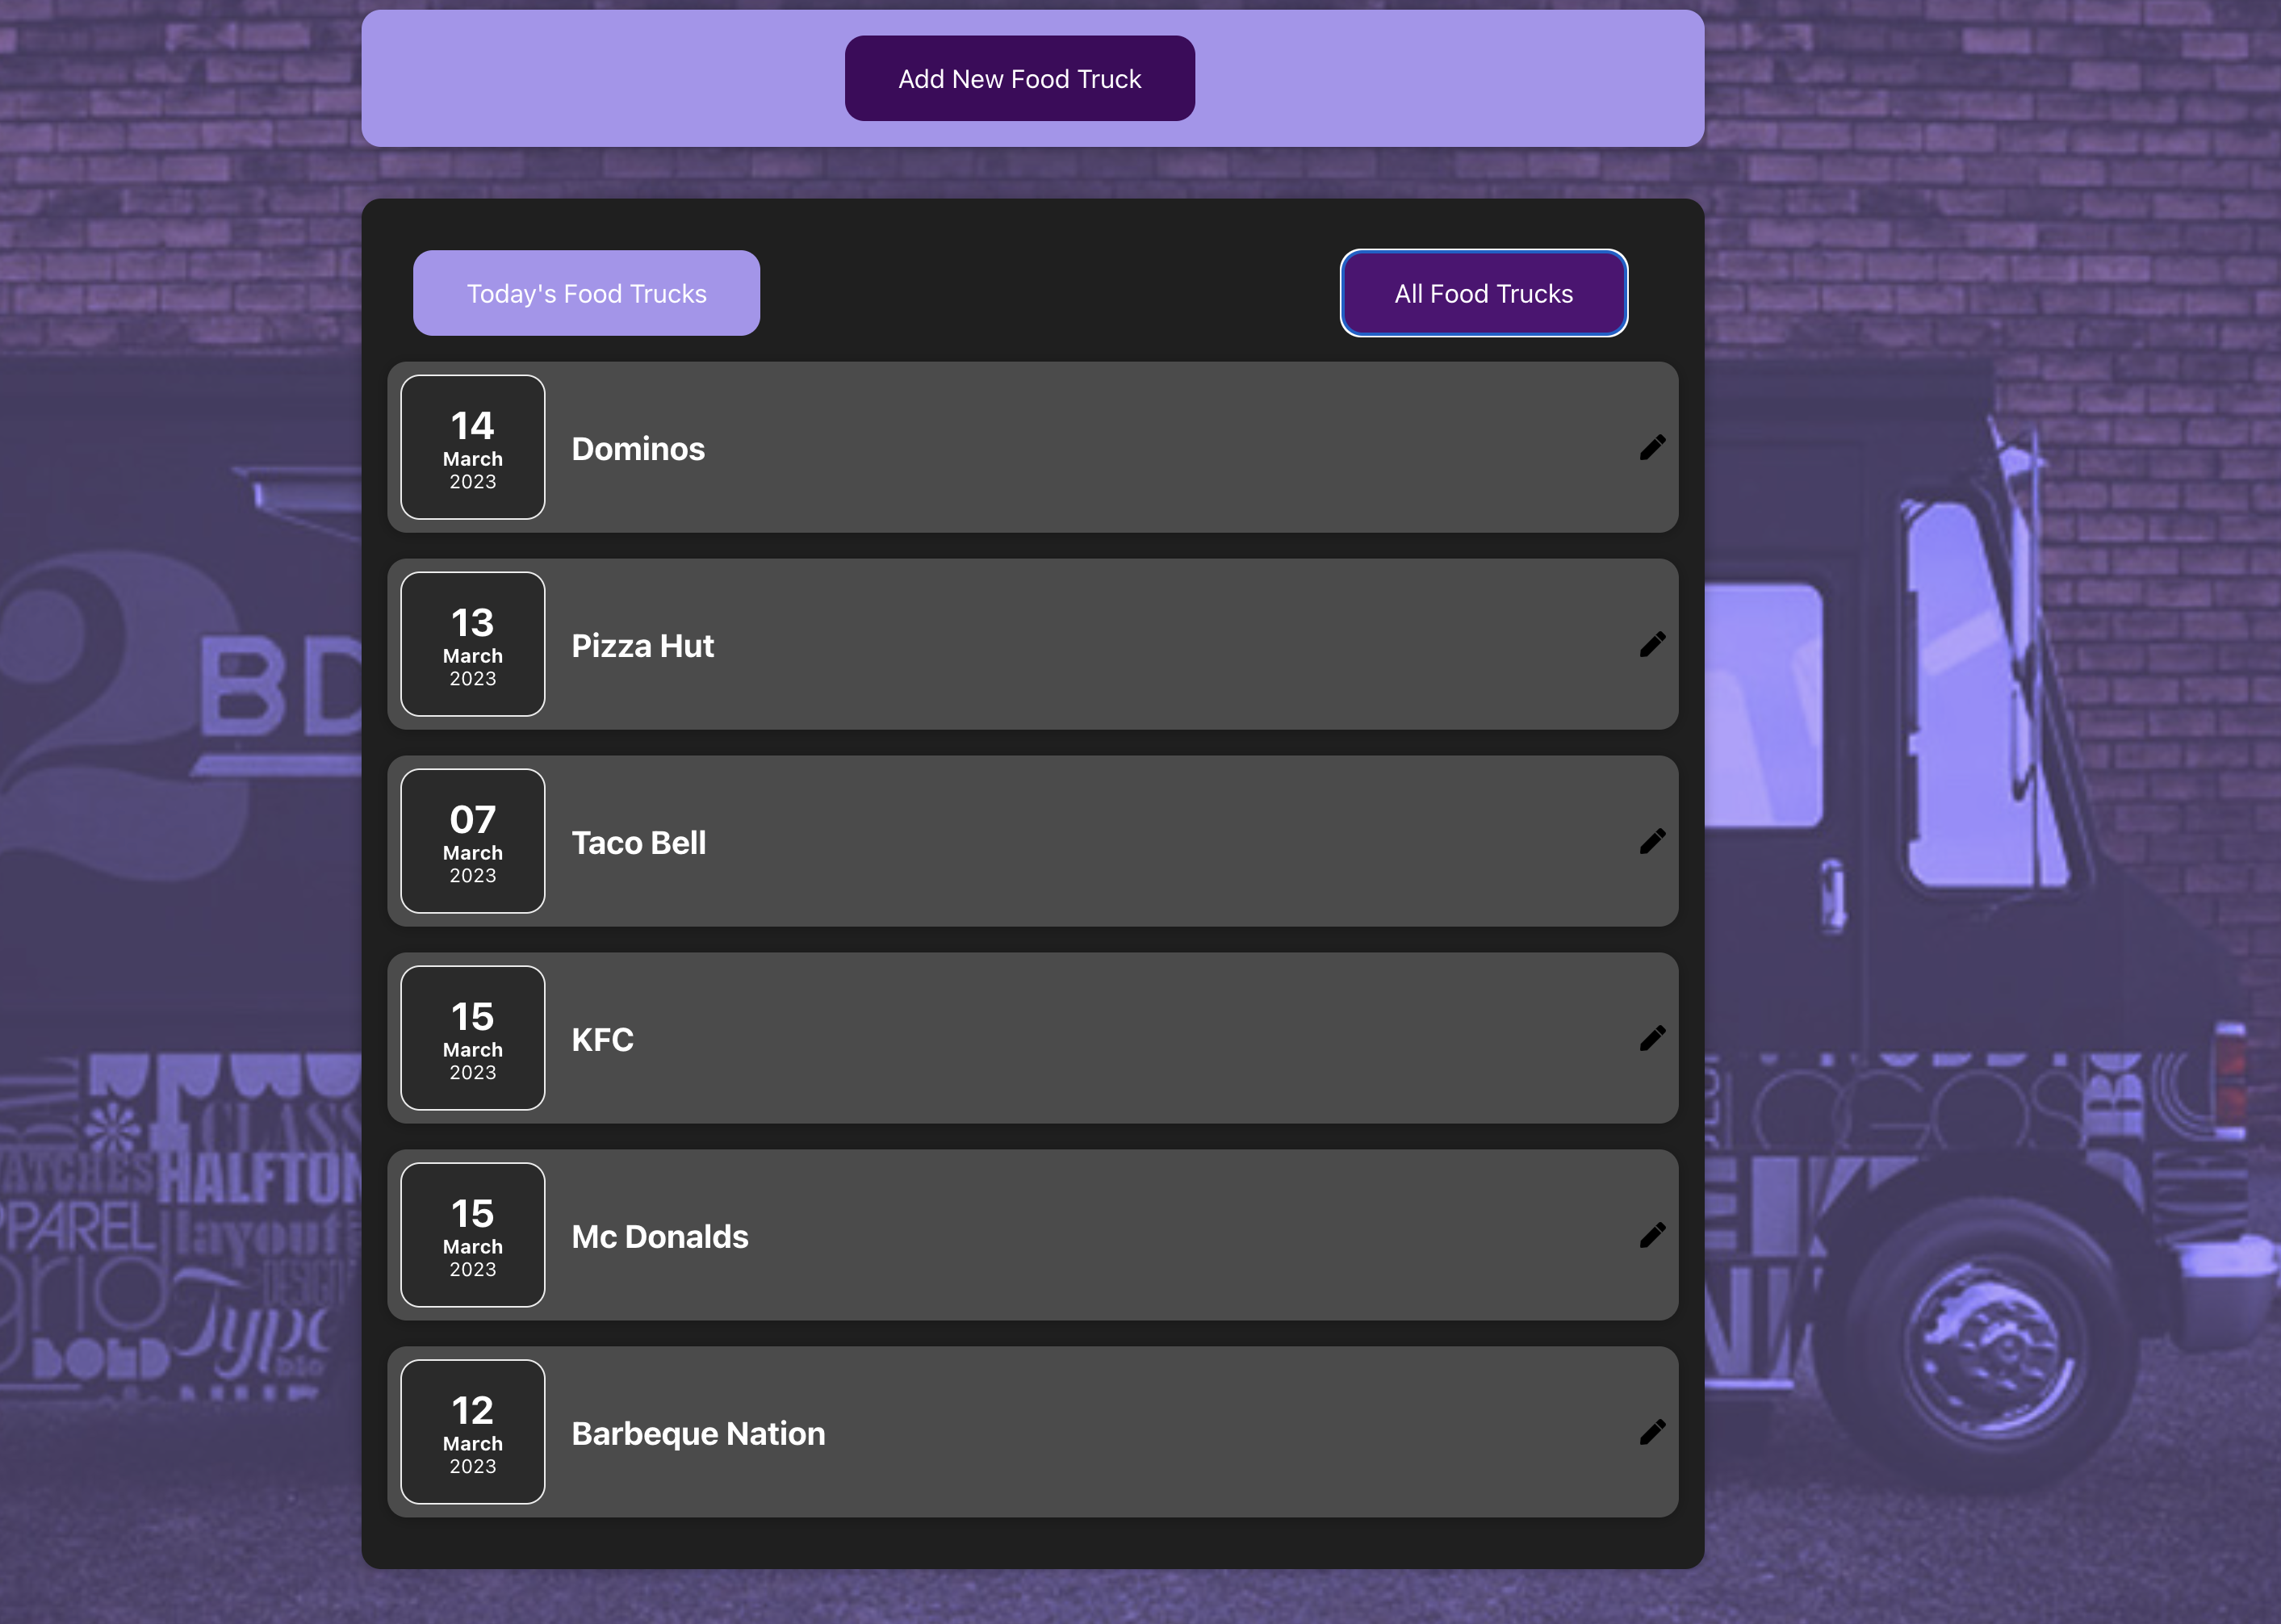 Add New Food Truck
Today's Food Trucks
All Food Trucks
14
March
2023
Dominos
13
March
2023
Pizza Hut
07
March
2023
Taco Bell
15
March
2023
KFC
15
March
2023
Mc Donalds
12
March
2023
Barbeque Nation
2
BD
CLASS
HALFTON
layout
grid
DESIGN
Type
BOLD